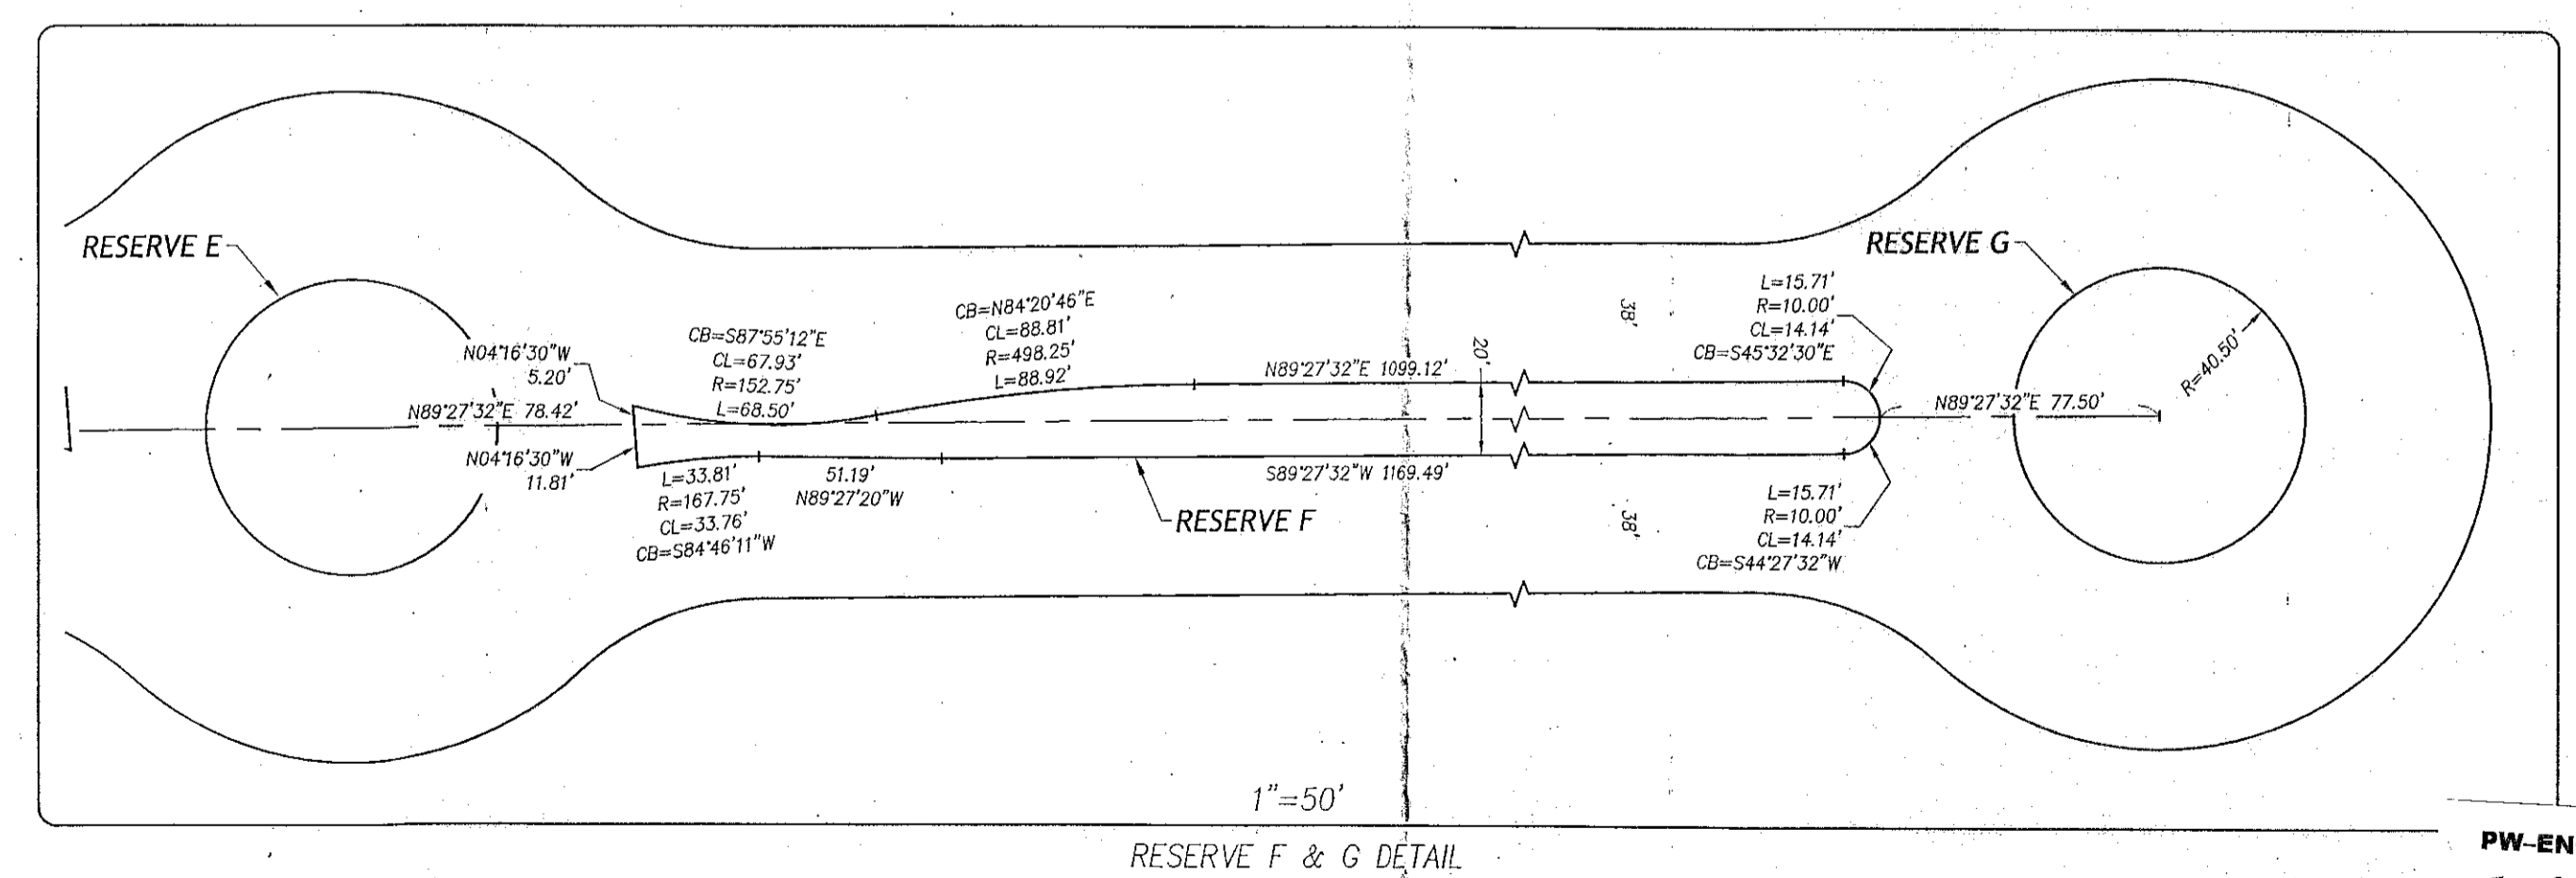 RESERVE E
N04°16'30"W
5.20'
N89°27'32"E 78.42'
N04°16'30"W
11.81'
CB=S87°55'12"E
CL=67.93'
R=152.75'
L=68.50'
CB=N84°20'46"E
CL=88.81'
R=498.25'
L=88.92'
N89°27'32"E 1099.12'
20'
38'
L=33.81'
R=167.75'
CL=33.76'
CB=S84°46'11"W
51.19'
N89°27'20"W
S89°27'32"W 1169.49'
RESERVE F
38'
L=15.71'
R=10.00'
CL=14.14'
CB=S45°32'30"E
L=15.71'
R=10.00'
CL=14.14'
CB=S44°27'32"W
RESERVE G
N89°27'32"E 77.50'
R=40.50'
1"=50'
RESERVE F & G DETAIL
PW-EN